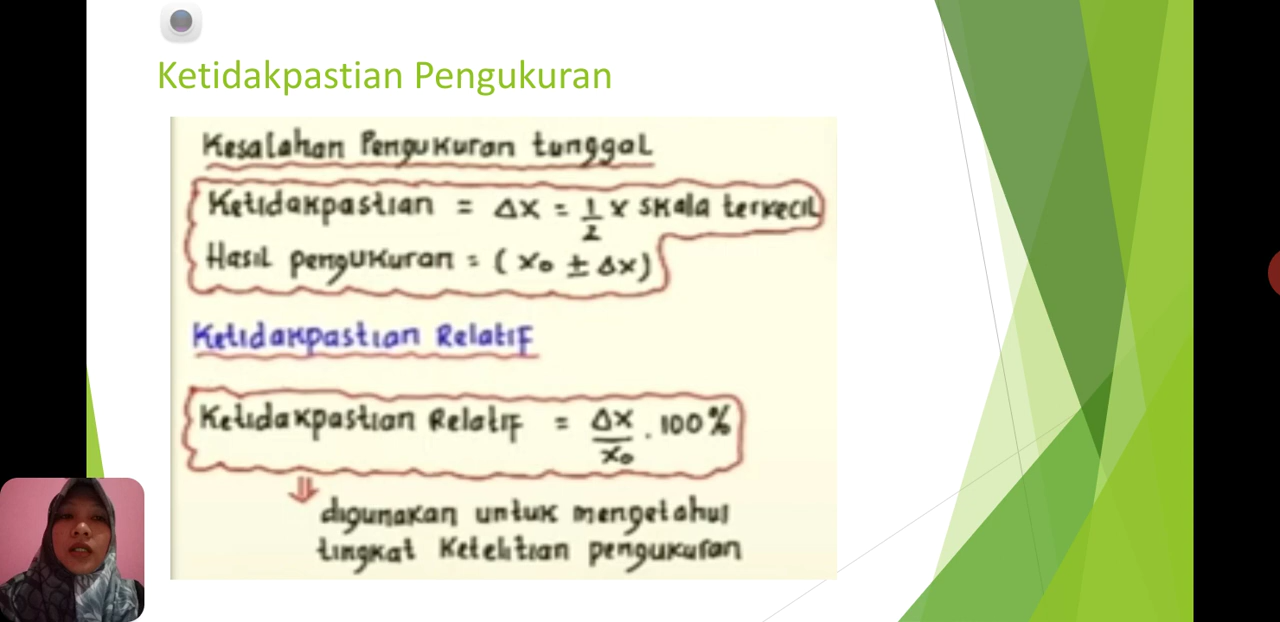 Ketidakpastian Pengukuran
Kesalahan Pengukuran tunggal
Ketidakpastian = Δx = 1/2 x skala terkecil
Hasil pengukuran = (x₀ ± Δx)
Ketidakpastian Relatif
Ketidakpastian Relatif = Δx/x₀ . 100%
⇓ digunakan untuk mengetahui
tingkat Ketelitian pengukuran